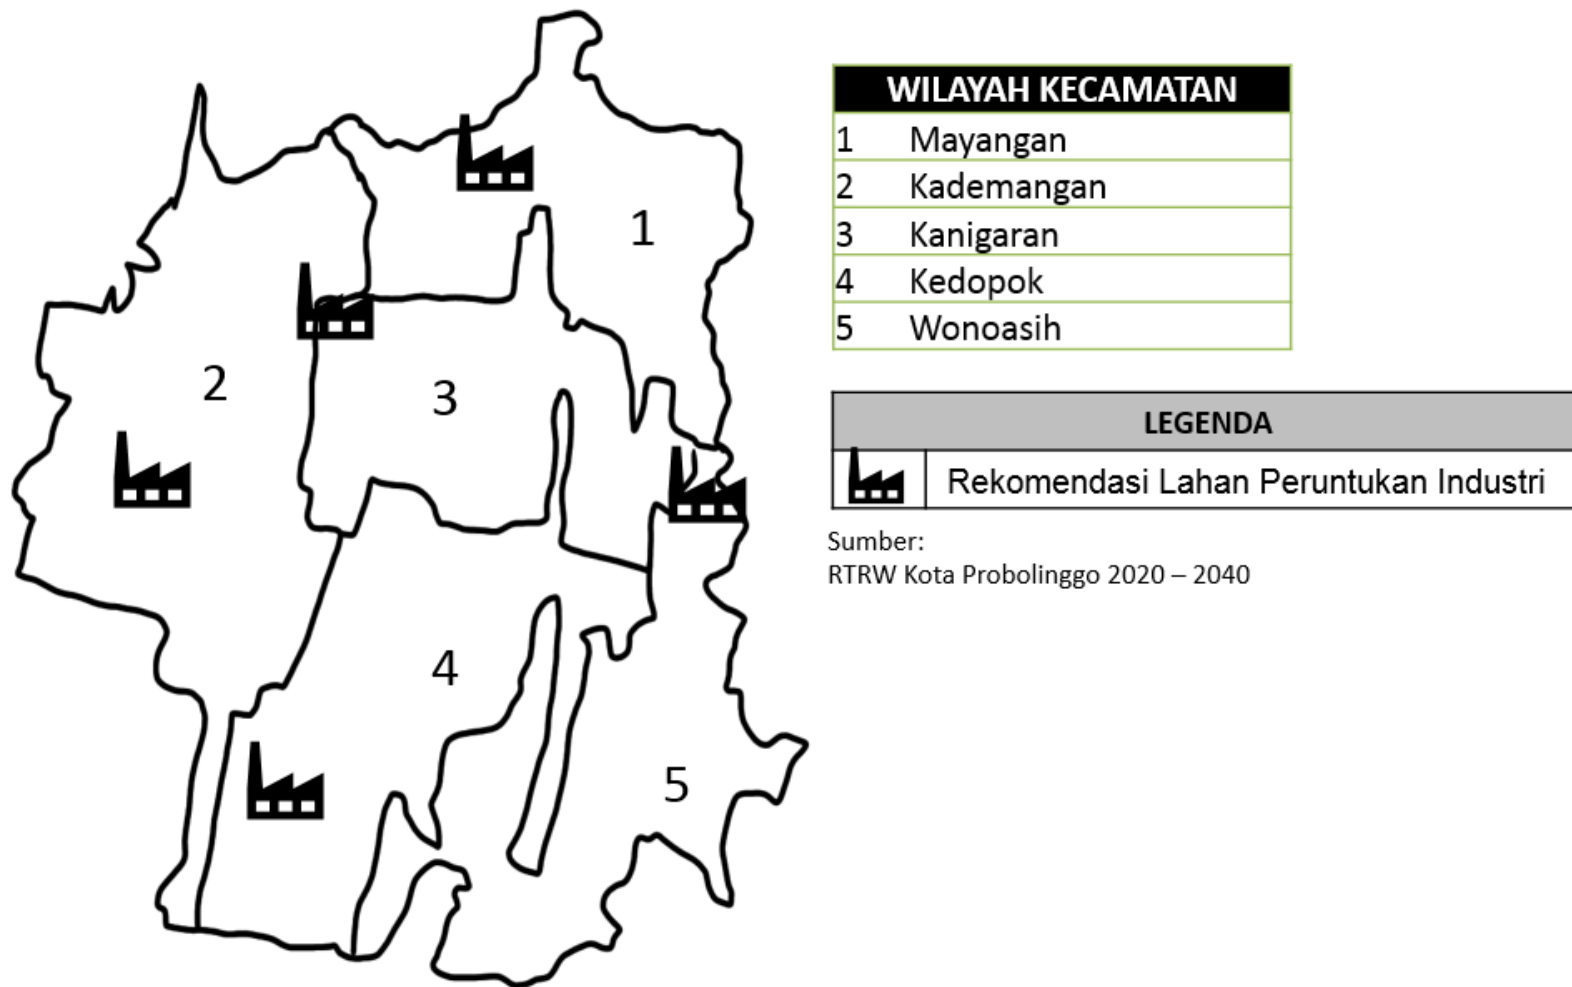 WILAYAH KECAMATAN
1 Mayangan
2 Kademangan
3 Kanigaran
4 Kedopok
5 Wonoasih
LEGENDA
Rekomendasi Lahan Peruntukan Industri
Sumber:
RTRW Kota Probolinggo 2020 – 2040
1
2
3
4
5